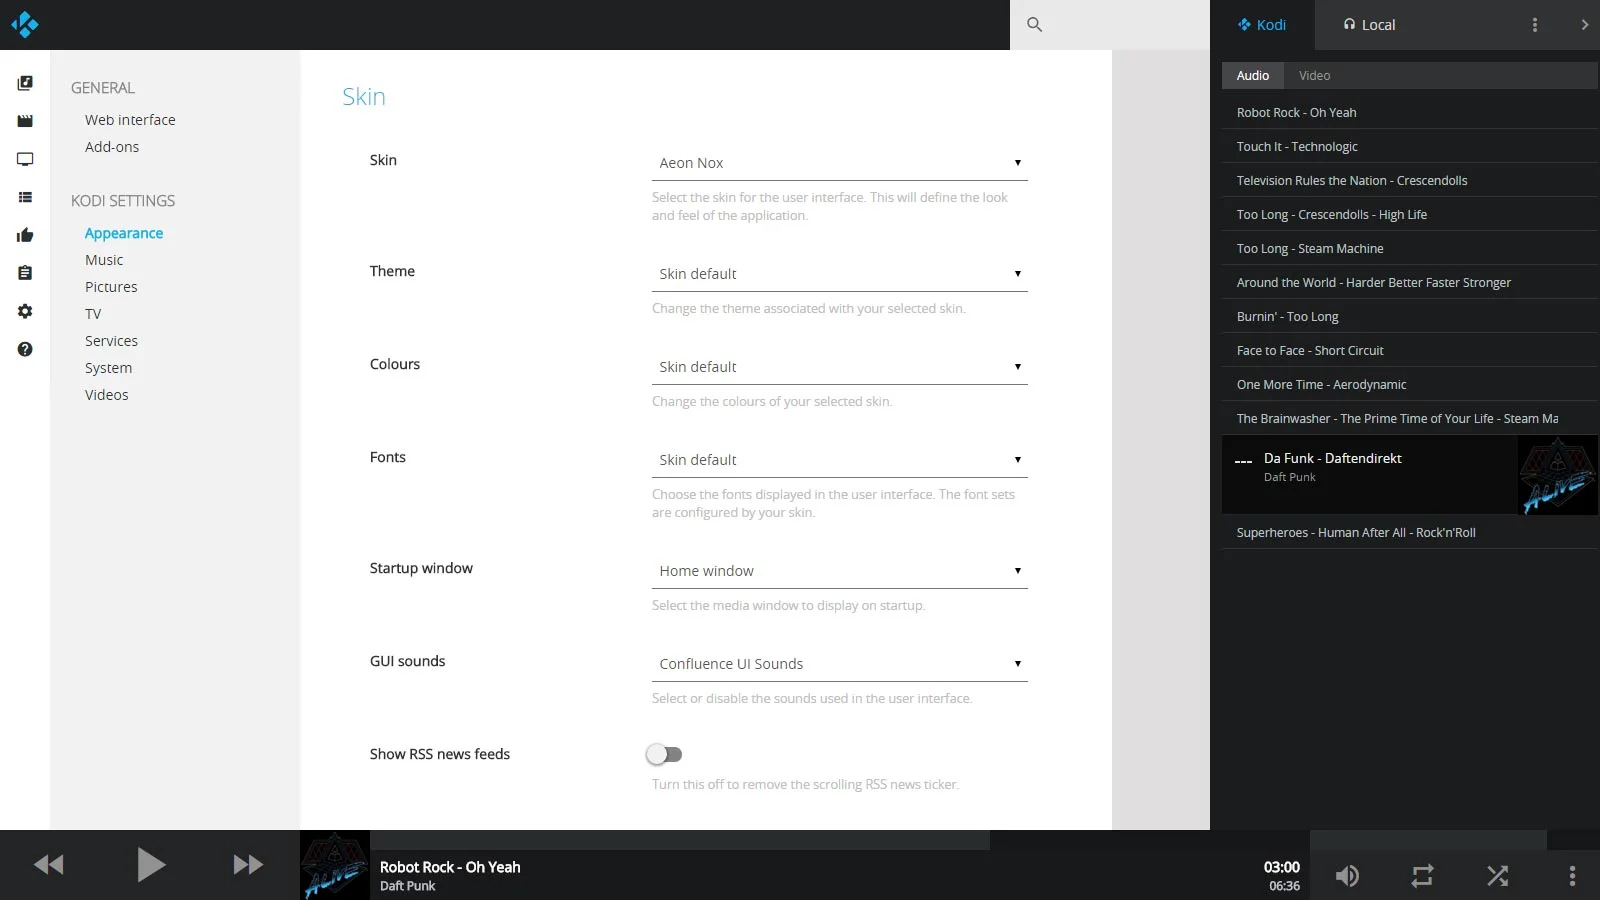 Kodi
Local
GENERAL
Web interface
Add-ons
KODI SETTINGS
Appearance
Music
Pictures
TV
Services
System
Videos
Skin
Skin
Aeon Nox
Select the skin for the user interface. This will define the look
and feel of the application.
Theme
Skin default
Change the theme associated with your selected skin.
Colours
Skin default
Change the colours of your selected skin.
Fonts
Skin default
Choose the fonts displayed in the user interface. The font sets
are configured by your skin.
Startup window
Home window
Select the media window to display on startup.
GUI sounds
Confluence UI Sounds
Select or disable the sounds used in the user interface.
Show RSS news feeds
Turn this off to remove the scrolling RSS news ticker.
Audio
Video
Robot Rock - Oh Yeah
Touch It - Technologic
Television Rules the Nation - Crescendolls
Too Long - Crescendolls - High Life
Too Long - Steam Machine
Around the World - Harder Better Faster Stronger
Burnin' - Too Long
Face to Face - Short Circuit
One More Time - Aerodynamic
The Brainwasher - The Prime Time of Your Life - Steam Ma
Da Funk - Daftendirekt
Daft Punk
ALIVE
Superheroes - Human After All - Rock'n'Roll
ALIVE
Robot Rock - Oh Yeah
Daft Punk
03:00
06:36